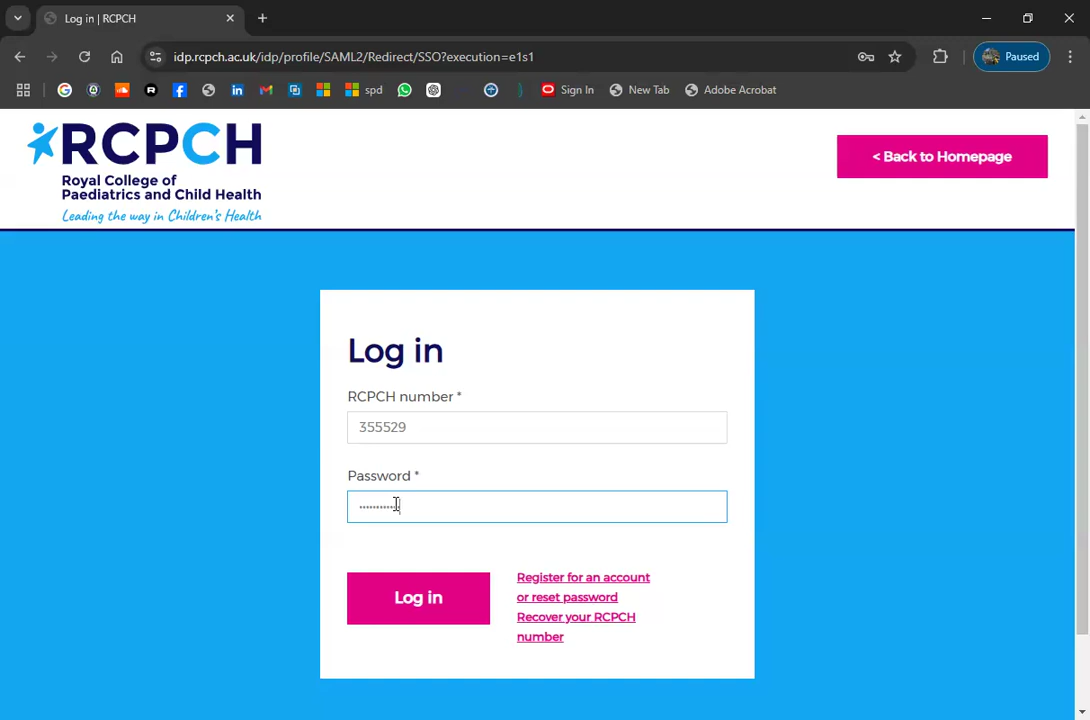 Log in | RCPCH
idp.rcpch.ac.uk/idp/profile/SAML2/Redirect/SSO?execution=e1s1
Paused
spd
Sign In
New Tab
Adobe Acrobat
RCPCH
Royal College of
Paediatrics and Child Health
Leading the way in Children's Health
< Back to Homepage
Log in
RCPCH number *
355529
Password *
Log in
Register for an account
or reset password
Recover your RCPCH
number